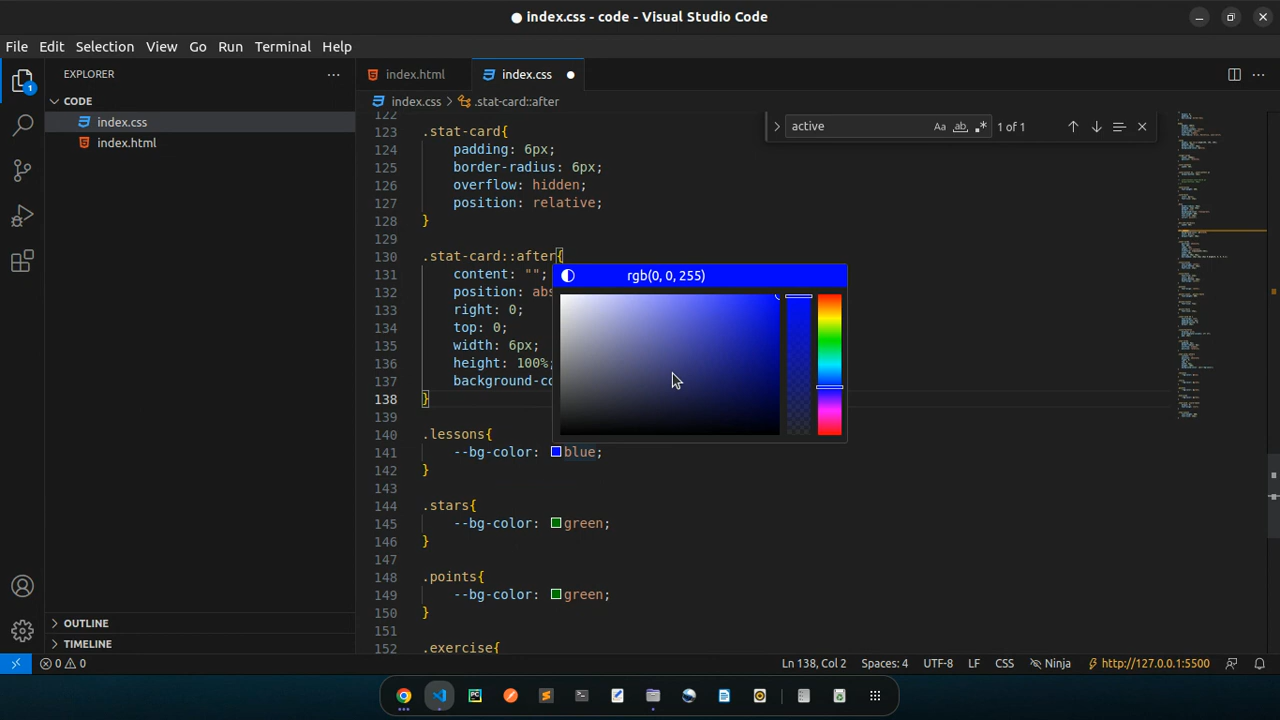 index.css - code - Visual Studio Code
File Edit Selection View Go Run Terminal Help
EXPLORER
index.html
index.css
CODE
index.css
index.html
OUTLINE
TIMELINE
index.css > .stat-card::after
active
Aa ab .* 1 of 1
122
123 .stat-card{
124 padding: 6px;
125 border-radius: 6px;
126 overflow: hidden;
127 position: relative;
128 }
129
130 .stat-card::after{
131 content: "";
132 position: abs
133 right: 0;
134 top: 0;
135 width: 6px;
136 height: 100%;
137 background-co
138 }
139
140 .lessons{
141 --bg-color: blue;
142 }
143
144 .stars{
145 --bg-color: green;
146 }
147
148 .points{
149 --bg-color: green;
150 }
151
152 .exercise{
rgb(0, 0, 255)
1
0 0
Ln 138, Col 2 Spaces: 4 UTF-8 LF CSS Ninja http://127.0.0.1:5500